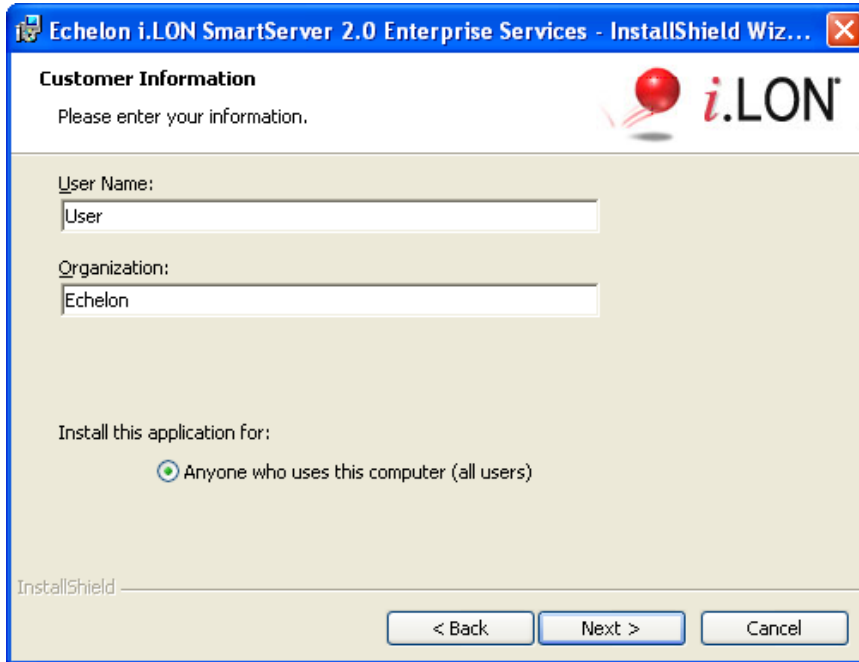 Echelon i.LON SmartServer 2.0 Enterprise Services - InstallShield Wiz...
Customer Information
Please enter your information.
i.LON
User Name:
User
Organization:
Echelon
Install this application for:
Anyone who uses this computer (all users)
InstallShield
< Back
Next >
Cancel